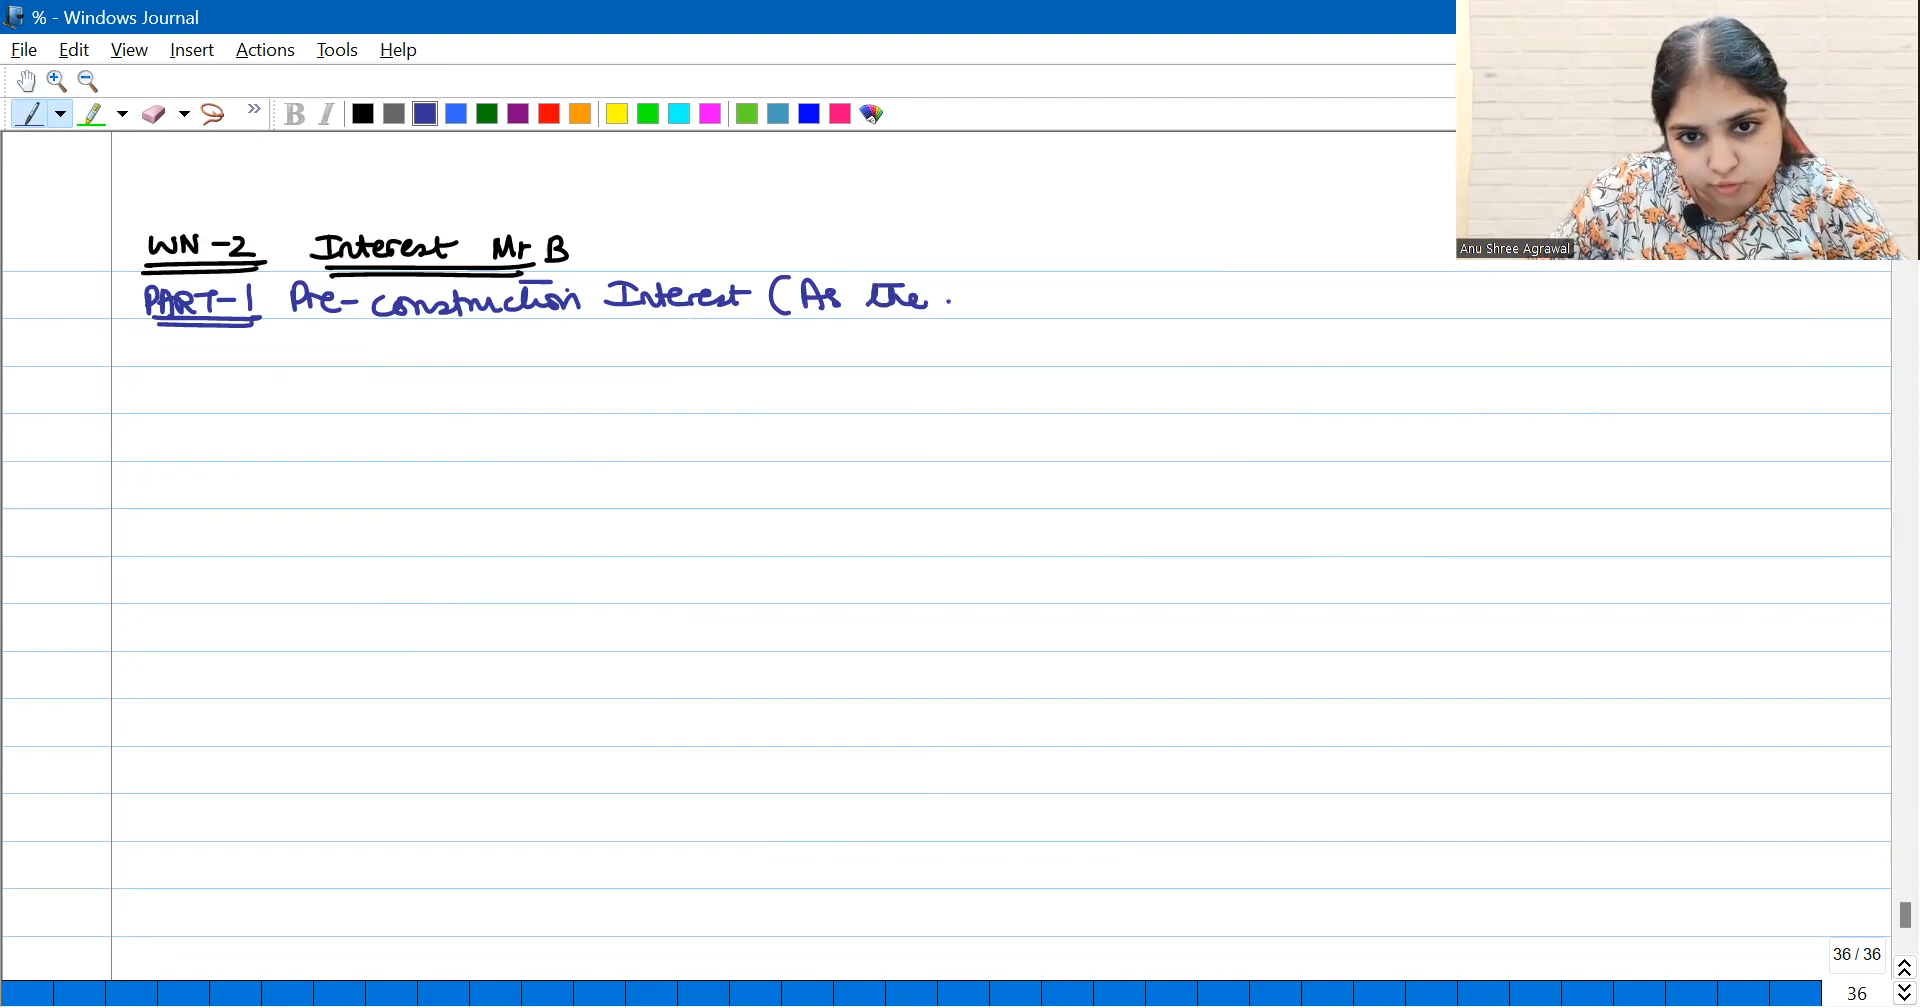 % - Windows Journal
File Edit View Insert Actions Tools Help
B I
Anu Shree Agrawal
WN-2 Interest Mr B
PART-1 Pre-construction Interest (As the .
36 / 36
36